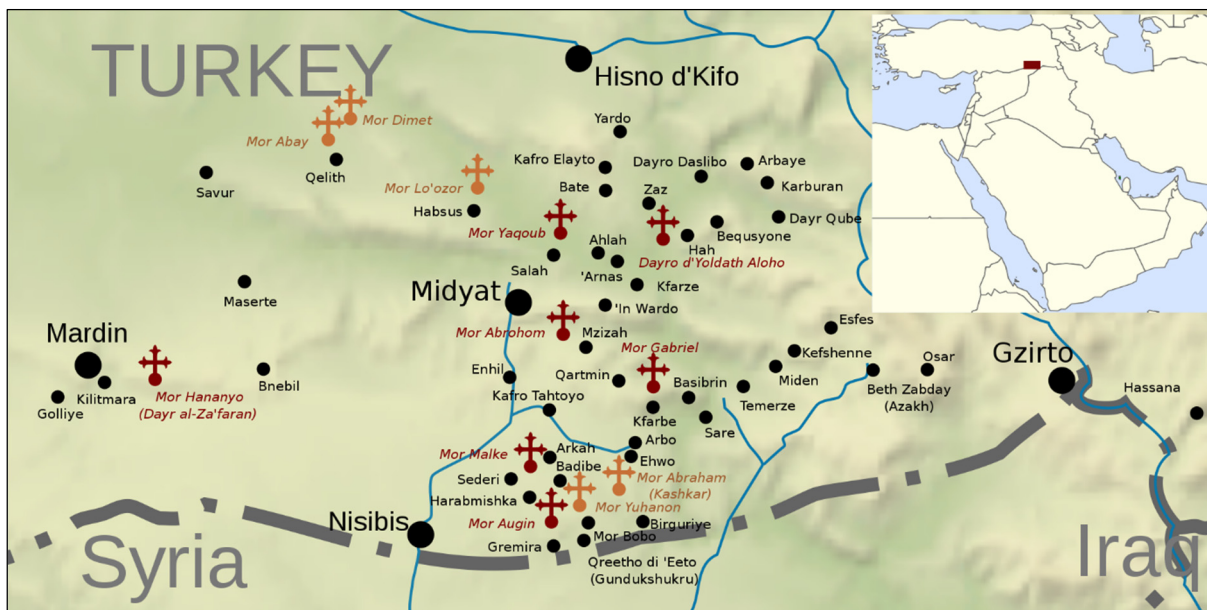 TURKEY
Hisno d'Kifo
Mor Dimet
Mor Abay
Yardo
Qelith
Savur
Kafro Elayto
Dayro Daslibo
Arbaye
Mor Lo'ozor
Bate
Zaz
Karburan
Habsus
Mor Yaqoub
Dayr Qube
Hah
Bequsyone
Ahlah
Dayro d'Yoldath Aloho
Salah
'Arnas
Kfarze
Maserte
Midyat
'In Wardo
Esfes
Mor Abrohom
Mzizah
Mardin
Mor Gabriel
Kefshenne
Osar
Gzirto
Enhil
Qartmin
Bnebil
Basibrin
Miden
Beth Zabday
(Azakh)
Hassana
Kilitmara
Golliye
Mor Hananyo
(Dayr al-Za'faran)
Kafro Tahtoyo
Temerze
Kfarbe
Sare
Arbo
Mor Malke
Arkah
Badibe
Ehwo
Sederi
Mor Abraham
(Kashkar)
Harabmishka
Mor Yuhanon
Nisibis
Mor Augin
Birguriye
Mor Bobo
Gremira
Qreetho di 'Eeto
(Gundukshukru)
Syria
Iraq